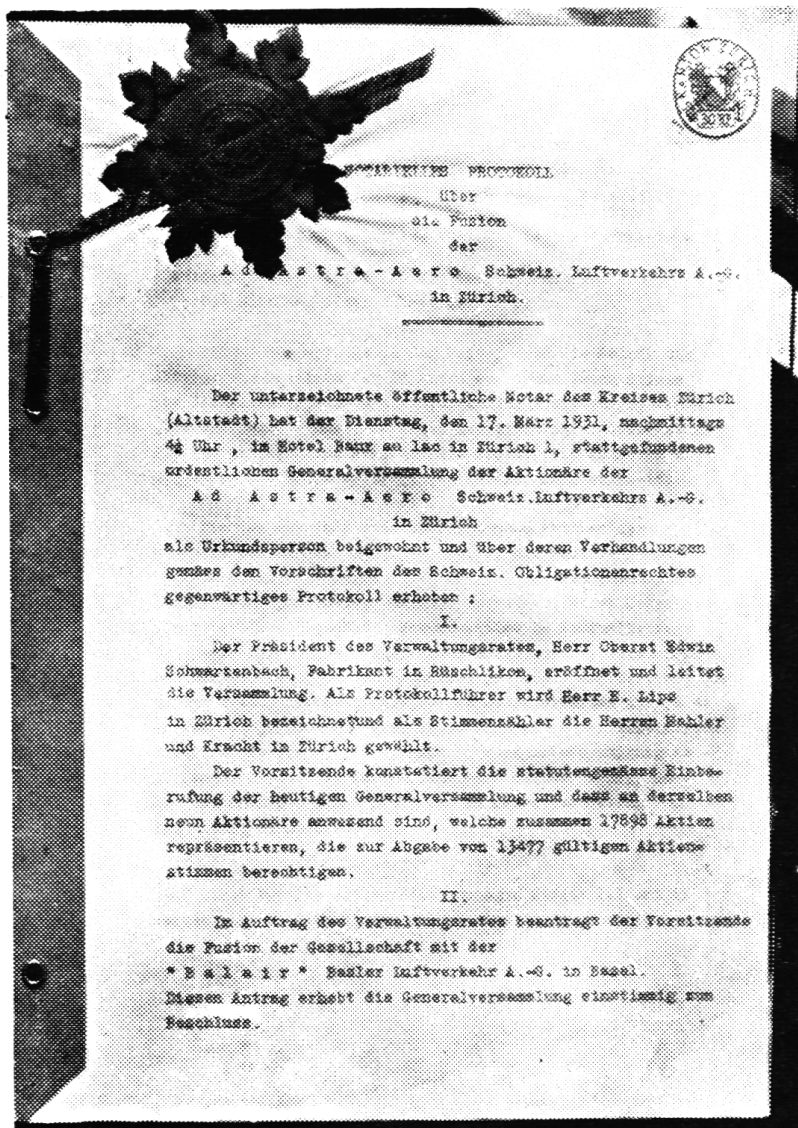 KANTON ZÜRICH
PROTOKOLL
über
die Fusion
der
Ad Astra-Aero Schweiz. Luftverkehrs A.-G.
in Zürich.
Der unterzeichnete öffentliche Notar des Kreises Zürich
(Altstadt) hat der Dienstag, den 17. März 1931, nachmittags
4½ Uhr , im Hotel Baur au lac in Zürich 1, stattgefundenen
ordentlichen Generalversammlung der Aktionäre der
Ad Astra-Aero Schweiz.Luftverkehrs A.-G.
in Zürich
als Urkundsperson beigewohnt und über deren Verhandlungen
gemäss den Vorschriften des Schweiz. Obligationenrechtes
gegenwärtiges Protokoll erhoben :
I.
Der Präsident des Verwaltungsrates, Herr Oberst Edwin
Schwarzenbach, Fabrikant in Rüschlikon, eröffnet und leitet
die Versammlung. Als Protokollführer wird Herr E. Lips
in Zürich bezeichnetund als Stimmenzähler die Herren Mahler
und Kracht in Zürich gewählt.
Der Vorsitzende konstatiert die statutengemässe Einbe-
rufung der heutigen Generalversammlung und dass an derselben
neun Aktionäre anwesend sind, welche zusammen 17898 Aktien
repräsentieren, die zur Abgabe von 13477 gültigen Aktien-
stimmen berechtigen.
II.
Im Auftrag des Verwaltungsrates beantragt der Vorsitzende
die Fusion der Gesellschaft mit der
"Balair" Basler Luftverkehr A.-G. in Basel.
Diesen Antrag erhebt die Generalversammlung einstimmig zum
Beschluss.